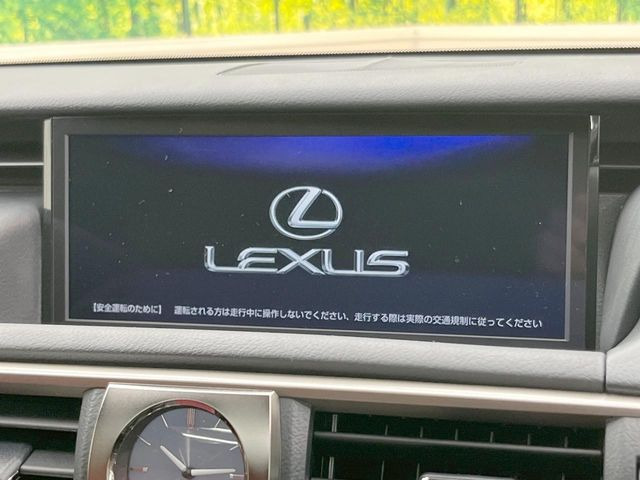 LEXUS
【安全運転のために】 運転される方は走行中に操作しないでください、走行する際は実際の交通規制に従ってください